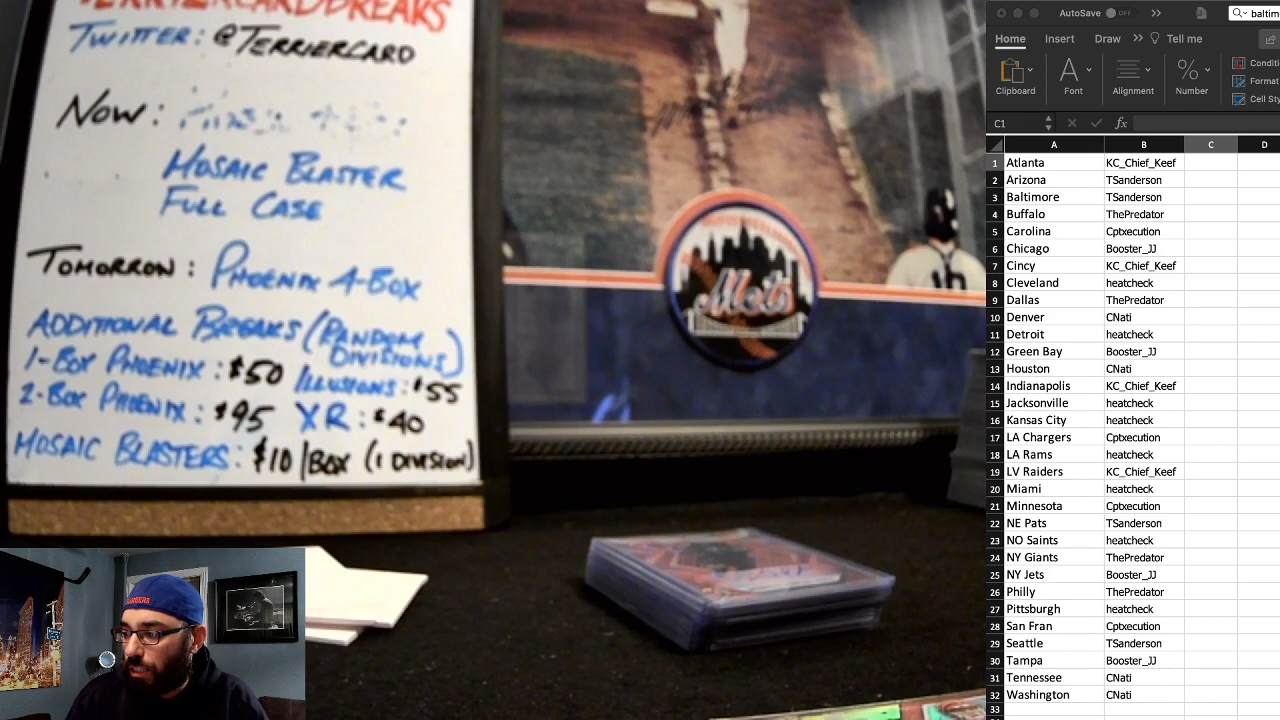 TERRIERCARDBREAKS
TWITTER: @TERRIERCARD
NOW:
MOSAIC BLASTER
FULL CASE
TOMORROW: PHOENIX 4-BOX
ADDITIONAL BREAKS (RANDOM
DIVISIONS)
1-BOX PHOENIX: $50 ILLUSIONS: $55
2-BOX PHOENIX: $95 XR: $40
MOSAIC BLASTERS: $10/BOX (1 DIVISION)
Mets
AutoSave OFF
baltim
Home Insert Draw Tell me
Clipboard Font Alignment Number
Conditi
Format
Cell Sty
C1 fx
A B C D
1 Atlanta KC_Chief_Keef
2 Arizona TSanderson
3 Baltimore TSanderson
4 Buffalo ThePredator
5 Carolina Cptxecution
6 Chicago Booster_JJ
7 Cincy KC_Chief_Keef
8 Cleveland heatcheck
9 Dallas ThePredator
10 Denver CNati
11 Detroit heatcheck
12 Green Bay Booster_JJ
13 Houston CNati
14 Indianapolis KC_Chief_Keef
15 Jacksonville heatcheck
16 Kansas City heatcheck
17 LA Chargers Cptxecution
18 LA Rams heatcheck
19 LV Raiders KC_Chief_Keef
20 Miami heatcheck
21 Minnesota Cptxecution
22 NE Pats TSanderson
23 NO Saints heatcheck
24 NY Giants ThePredator
25 NY Jets Booster_JJ
26 Philly ThePredator
27 Pittsburgh heatcheck
28 San Fran Cptxecution
29 Seattle TSanderson
30 Tampa Booster_JJ
31 Tennessee CNati
32 Washington CNati
33